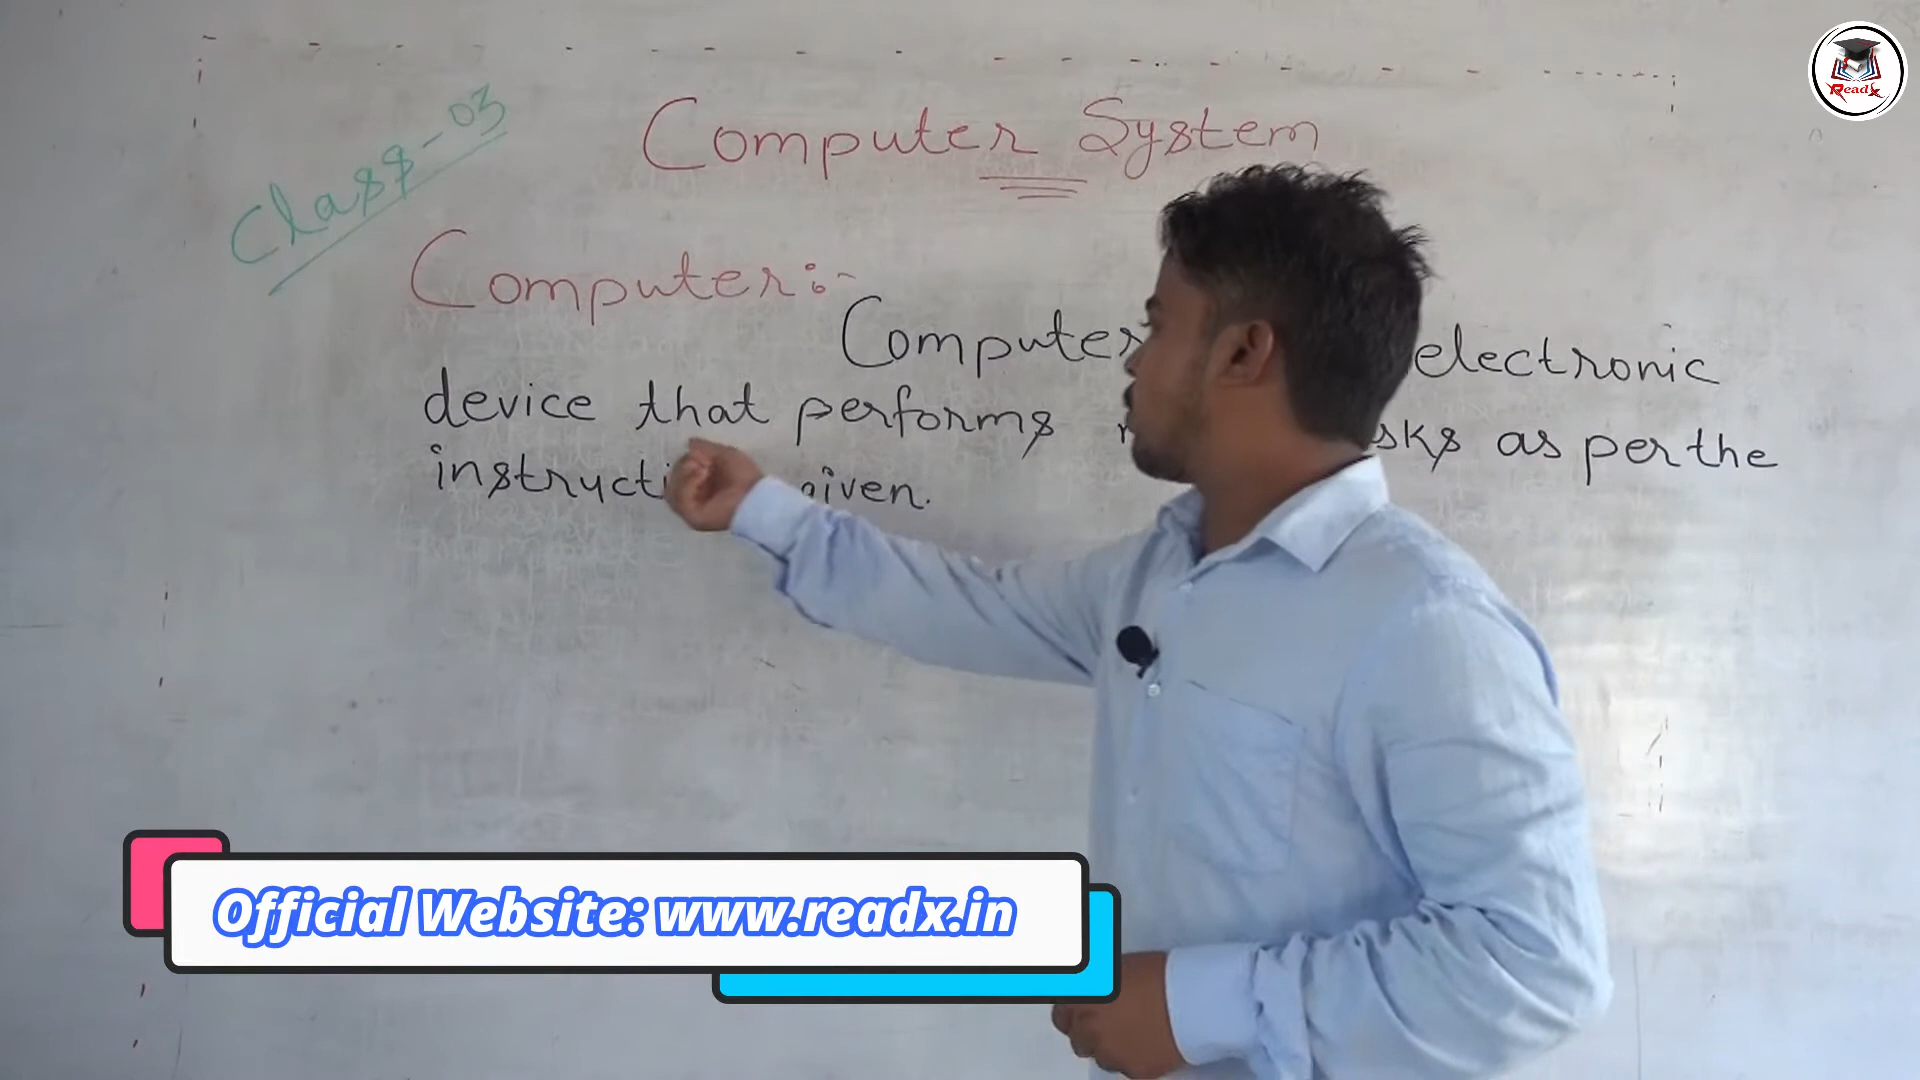 Class-03
Computer System
Computer:-
Computer electronic
device that performs as per the
instructi given.
Official Website: www.readx.in
ReadX